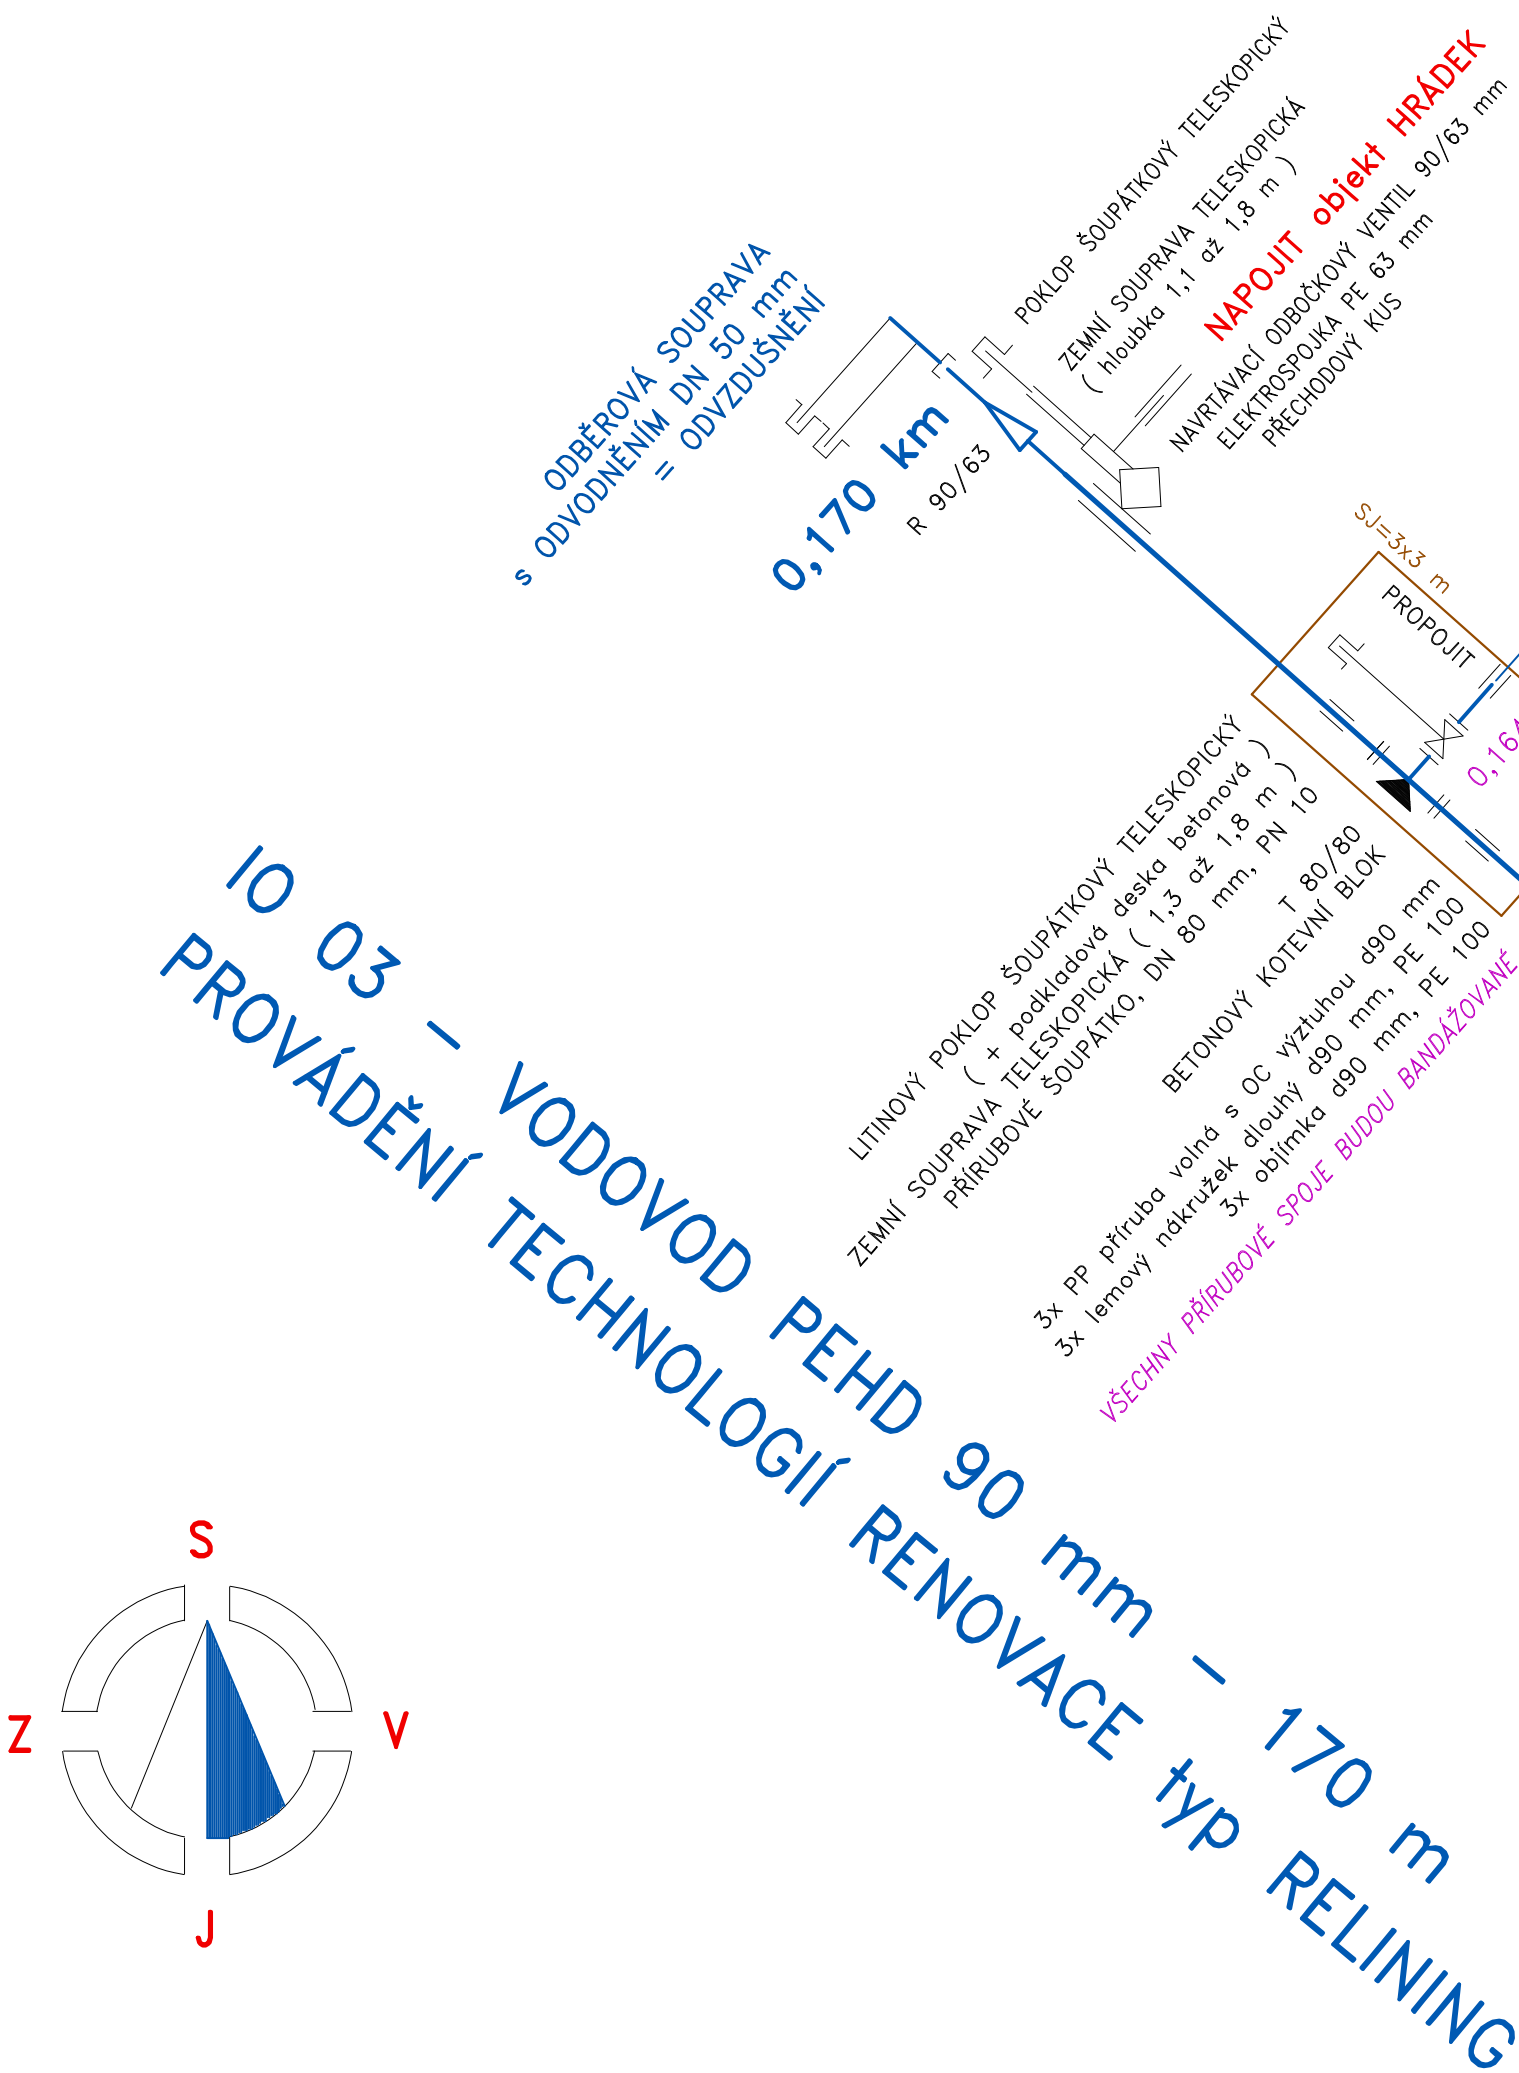 POKLOP ŠOUPÁTKOVÝ TELESKOPICKÝ
ZEMNÍ SOUPRAVA TELESKOPICKÁ
( hloubka 1,1 až 1,8 m )
NAPOJIT objekt HRÁDEK
NAVRTÁVACÍ ODBOČKOVÝ VENTIL 90/63 mm
ELEKTROSPOJKA PE 63 mm
PŘECHODOVÝ KUS
ODBĚROVÁ SOUPRAVA
s ODVODNĚNÍM DN 50 mm
= ODVZDUŠNĚNÍ
0,170 km
R 90/63
SJ=3x3 m
PROPOJIT
0,164
LITINOVÝ POKLOP ŠOUPÁTKOVÝ TELESKOPICKÝ
( + podkladová deska betonová )
ZEMNÍ SOUPRAVA TELESKOPICKÁ ( 1,3 až 1,8 m )
PŘÍRUBOVÉ ŠOUPÁTKO, DN 80 mm, PN 10
T 80/80
BETONOVÝ KOTEVNÍ BLOK
3x PP příruba volná s OC výztuhou d90 mm
3x lemový nákružek dlouhý d90 mm, PE 100
3x objímka d90 mm, PE 100
VŠECHNY PŘÍRUBOVÉ SPOJE BUDOU BANDÁŽOVANÉ
IO 03 – VODOVOD PEHD 90 mm – 170 m
PROVÁDĚNÍ TECHNOLOGIÍ RENOVACE typ RELINING
S
Z
V
J